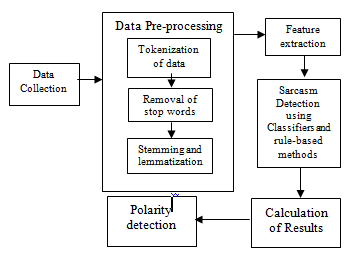 Data
Collection
Data Pre-processing
Tokenization
of data
Removal of
stop words
Stemming and
lemmatization
Feature
extraction
Sarcasm
Detection
using
Classifiers and
rule-based
methods
Calculation
of Results
Polarity
detection